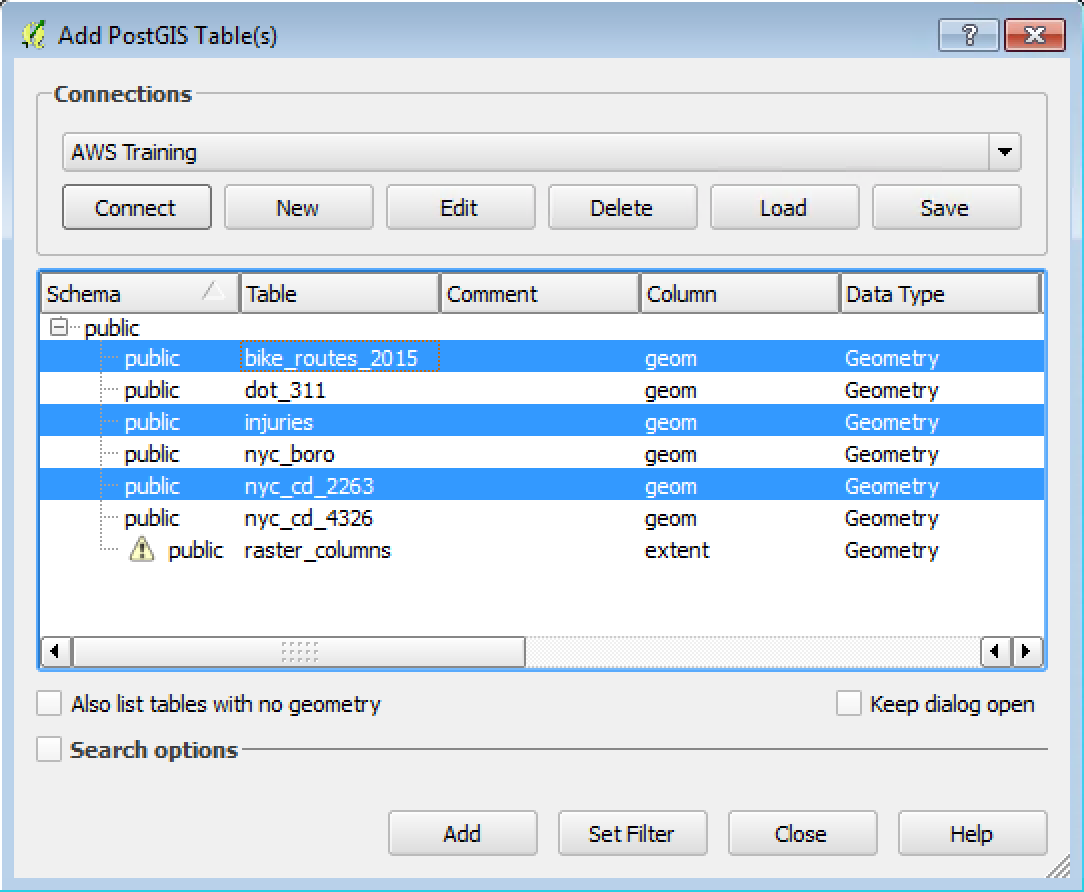 Add PostGIS Table(s)
?
Connections
AWS Training
Connect New Edit Delete Load Save
Schema Table Comment Column Data Type
public
public bike_routes_2015 geom Geometry
public dot_311 geom Geometry
public injuries geom Geometry
public nyc_boro geom Geometry
public nyc_cd_2263 geom Geometry
public nyc_cd_4326 geom Geometry
public raster_columns extent Geometry
Also list tables with no geometry Keep dialog open
Search options
Add Set Filter Close Help